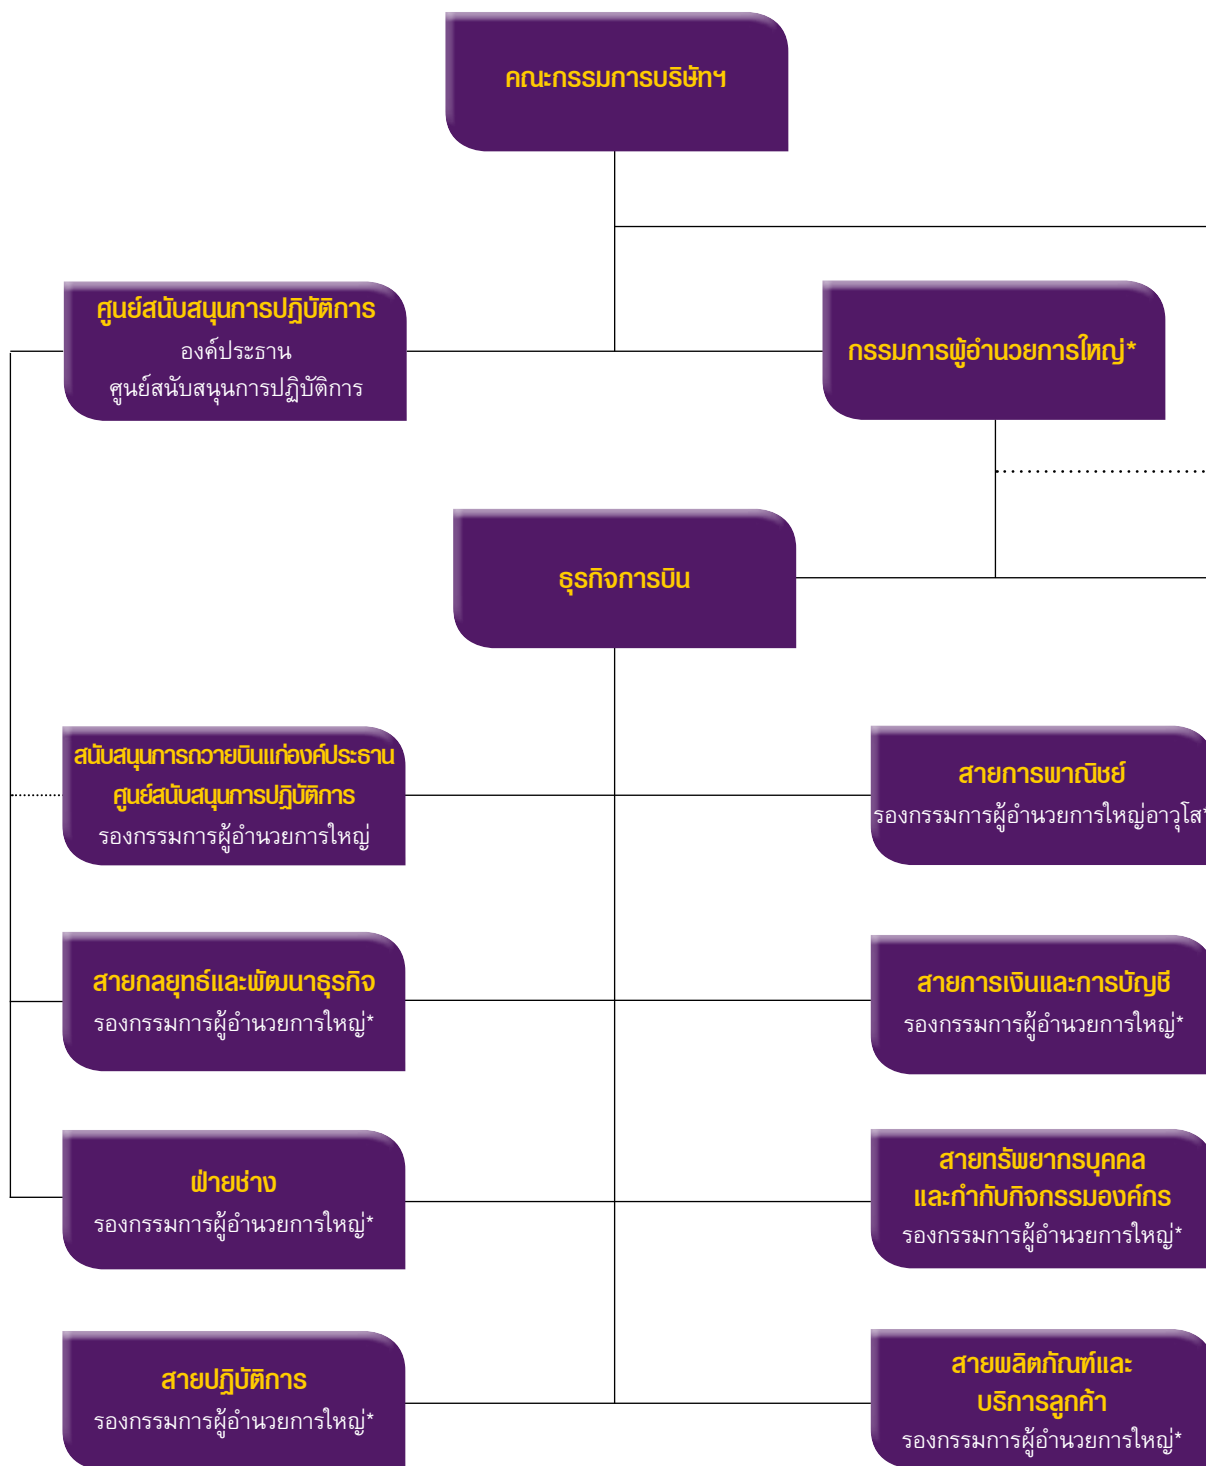 คณะกรรมการบริษัทฯ
ศูนย์สนับสนุนการปฏิบัติการ
องค์ประธาน
ศูนย์สนับสนุนการปฏิบัติการ
กรรมการผู้อำนวยการใหญ่*
ธุรกิจการบิน
สนับสนุนการถวายบินแก่องค์ประธาน
ศูนย์สนับสนุนการปฏิบัติการ
รองกรรมการผู้อำนวยการใหญ่
สายการพาณิชย์
รองกรรมการผู้อำนวยการใหญ่อาวุโส*
สายกลยุทธ์และพัฒนาธุรกิจ
รองกรรมการผู้อำนวยการใหญ่*
สายการเงินและการบัญชี
รองกรรมการผู้อำนวยการใหญ่*
ฝ่ายช่าง
รองกรรมการผู้อำนวยการใหญ่*
สายทรัพยากรบุคคล
และกำกับกิจกรรมองค์กร
รองกรรมการผู้อำนวยการใหญ่*
สายปฏิบัติการ
รองกรรมการผู้อำนวยการใหญ่*
สายผลิตภัณฑ์และ
บริการลูกค้า
รองกรรมการผู้อำนวยการใหญ่*